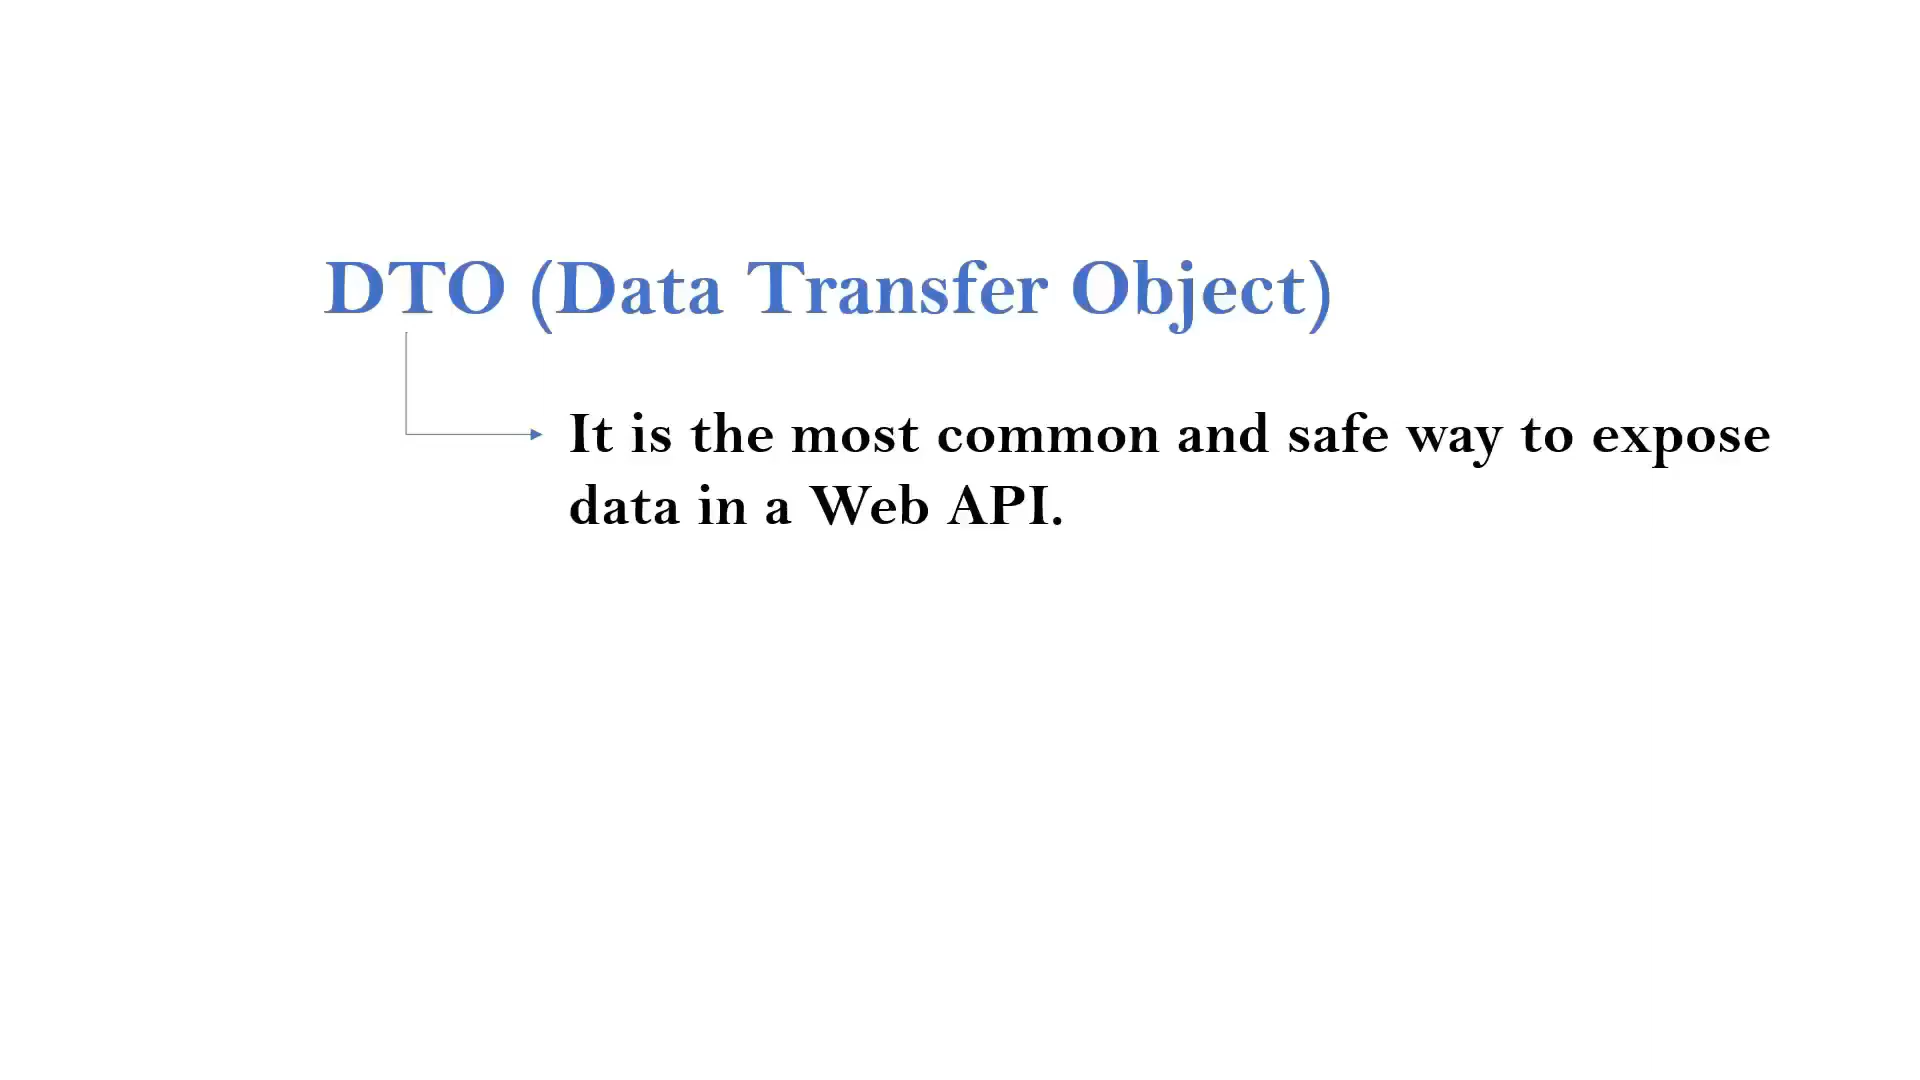 DTO (Data Transfer Object)
It is the most common and safe way to expose
data in a Web API.